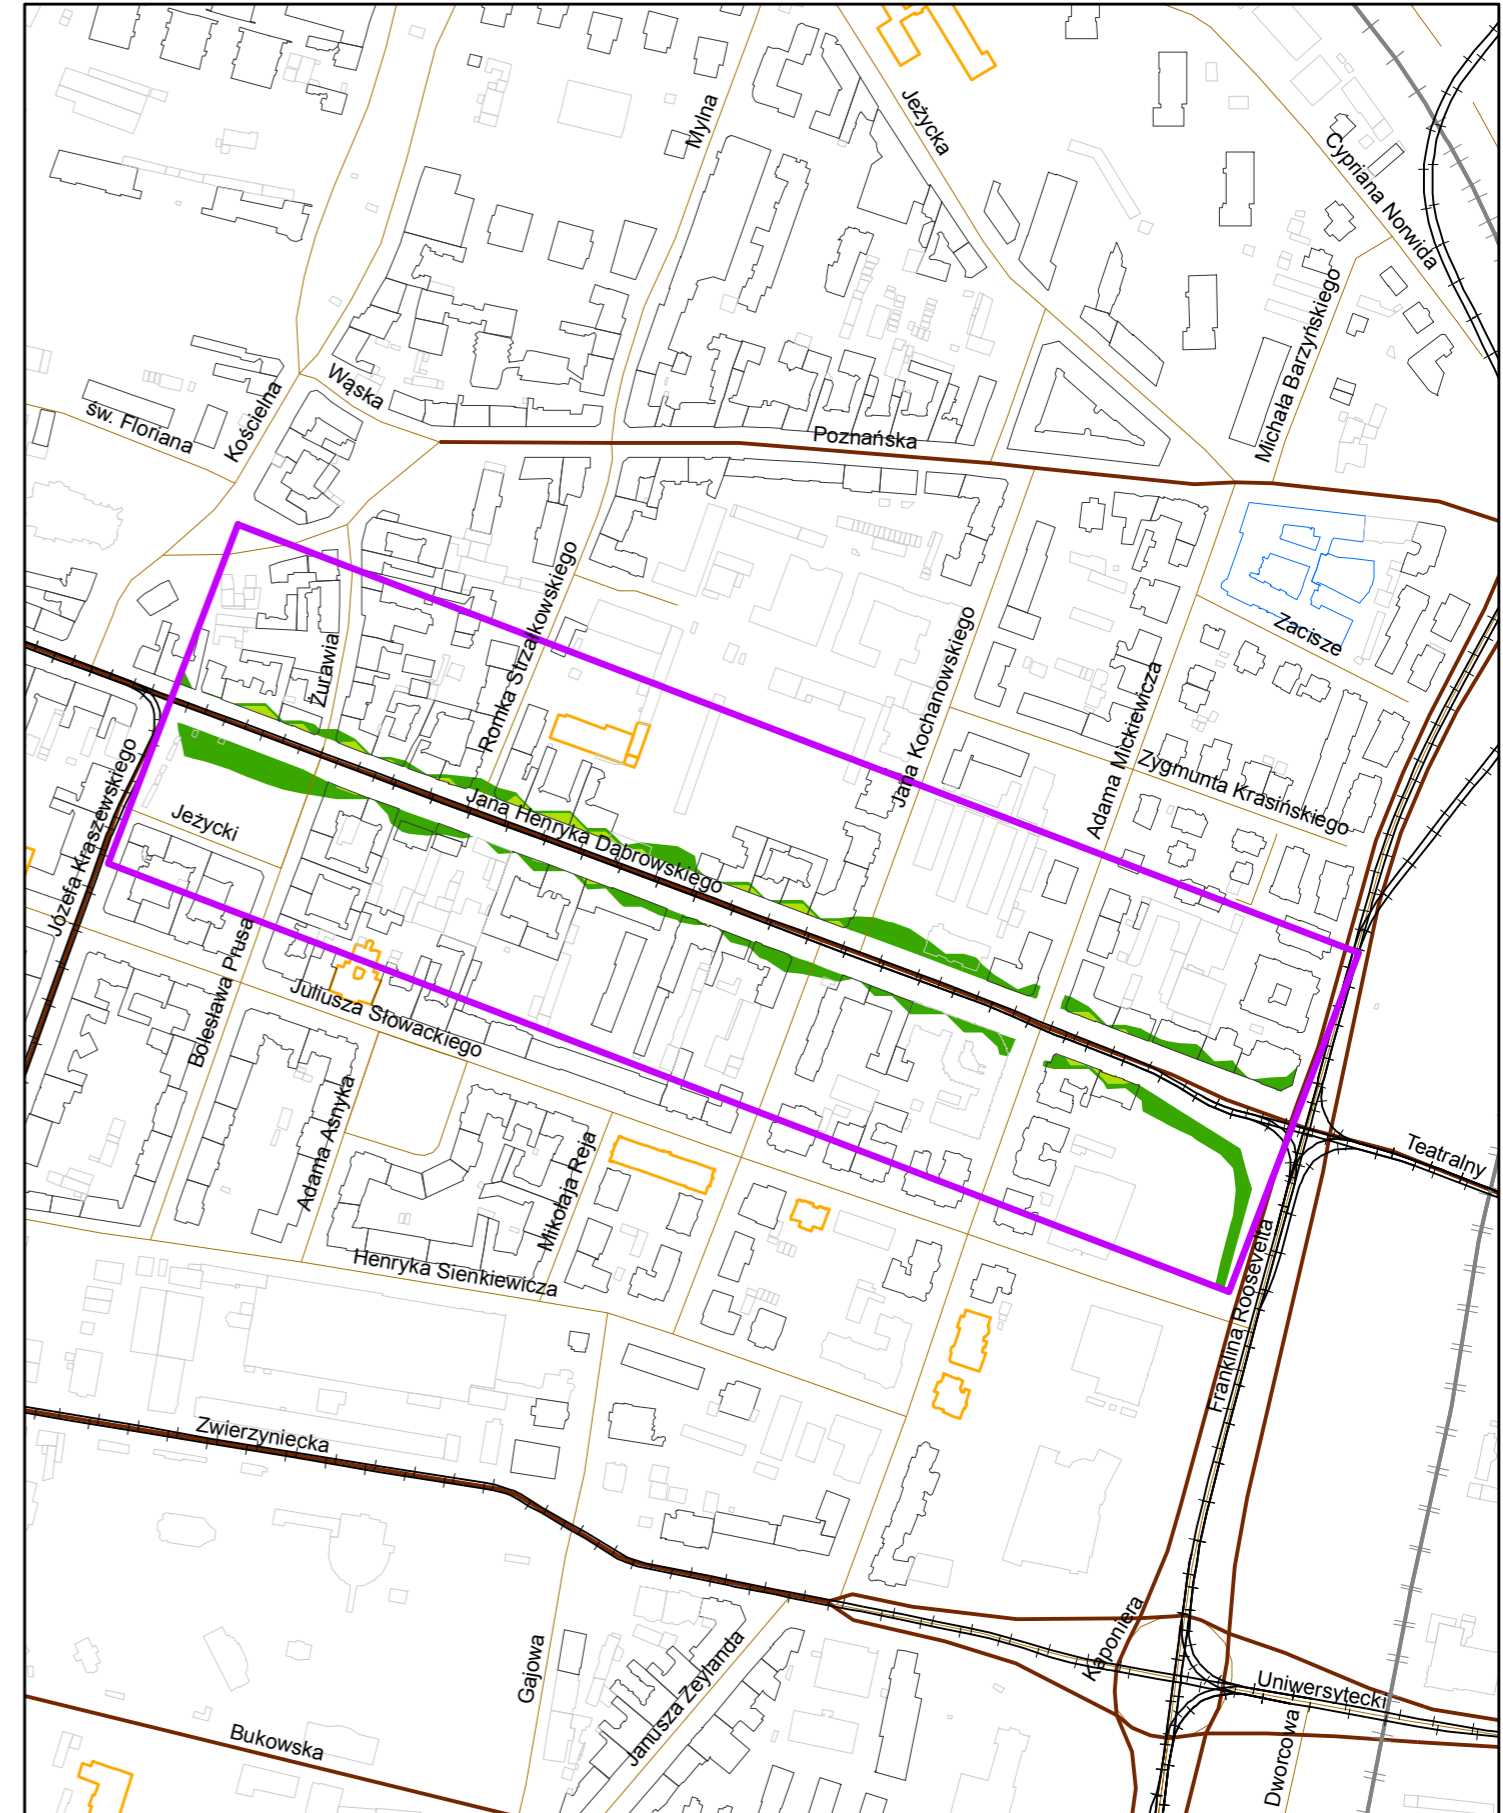 Mylna
Jeżycka
Cypriana Norwida
Michała Barzyńskiego
Wąska
św. Floriana
Kościelna
Poznańska
Zacisze
Romka Strzałkowskiego
Żurawia
Jana Kochanowskiego
Adama Mickiewicza
Zygmunta Krasińskiego
Józefa Kraszewskiego
Jeżycki
Jana Henryka Dąbrowskiego
Bolesława Prusa
Juliusza Słowackiego
Adama Asnyka
Mikołaja Reja
Teatralny
Henryka Sienkiewicza
Franklina Roosevelta
Zwierzyniecka
Kaponiera
Gajowa
Janusza Zeylanda
Uniwersytecki
Bukowska
Dworcowa